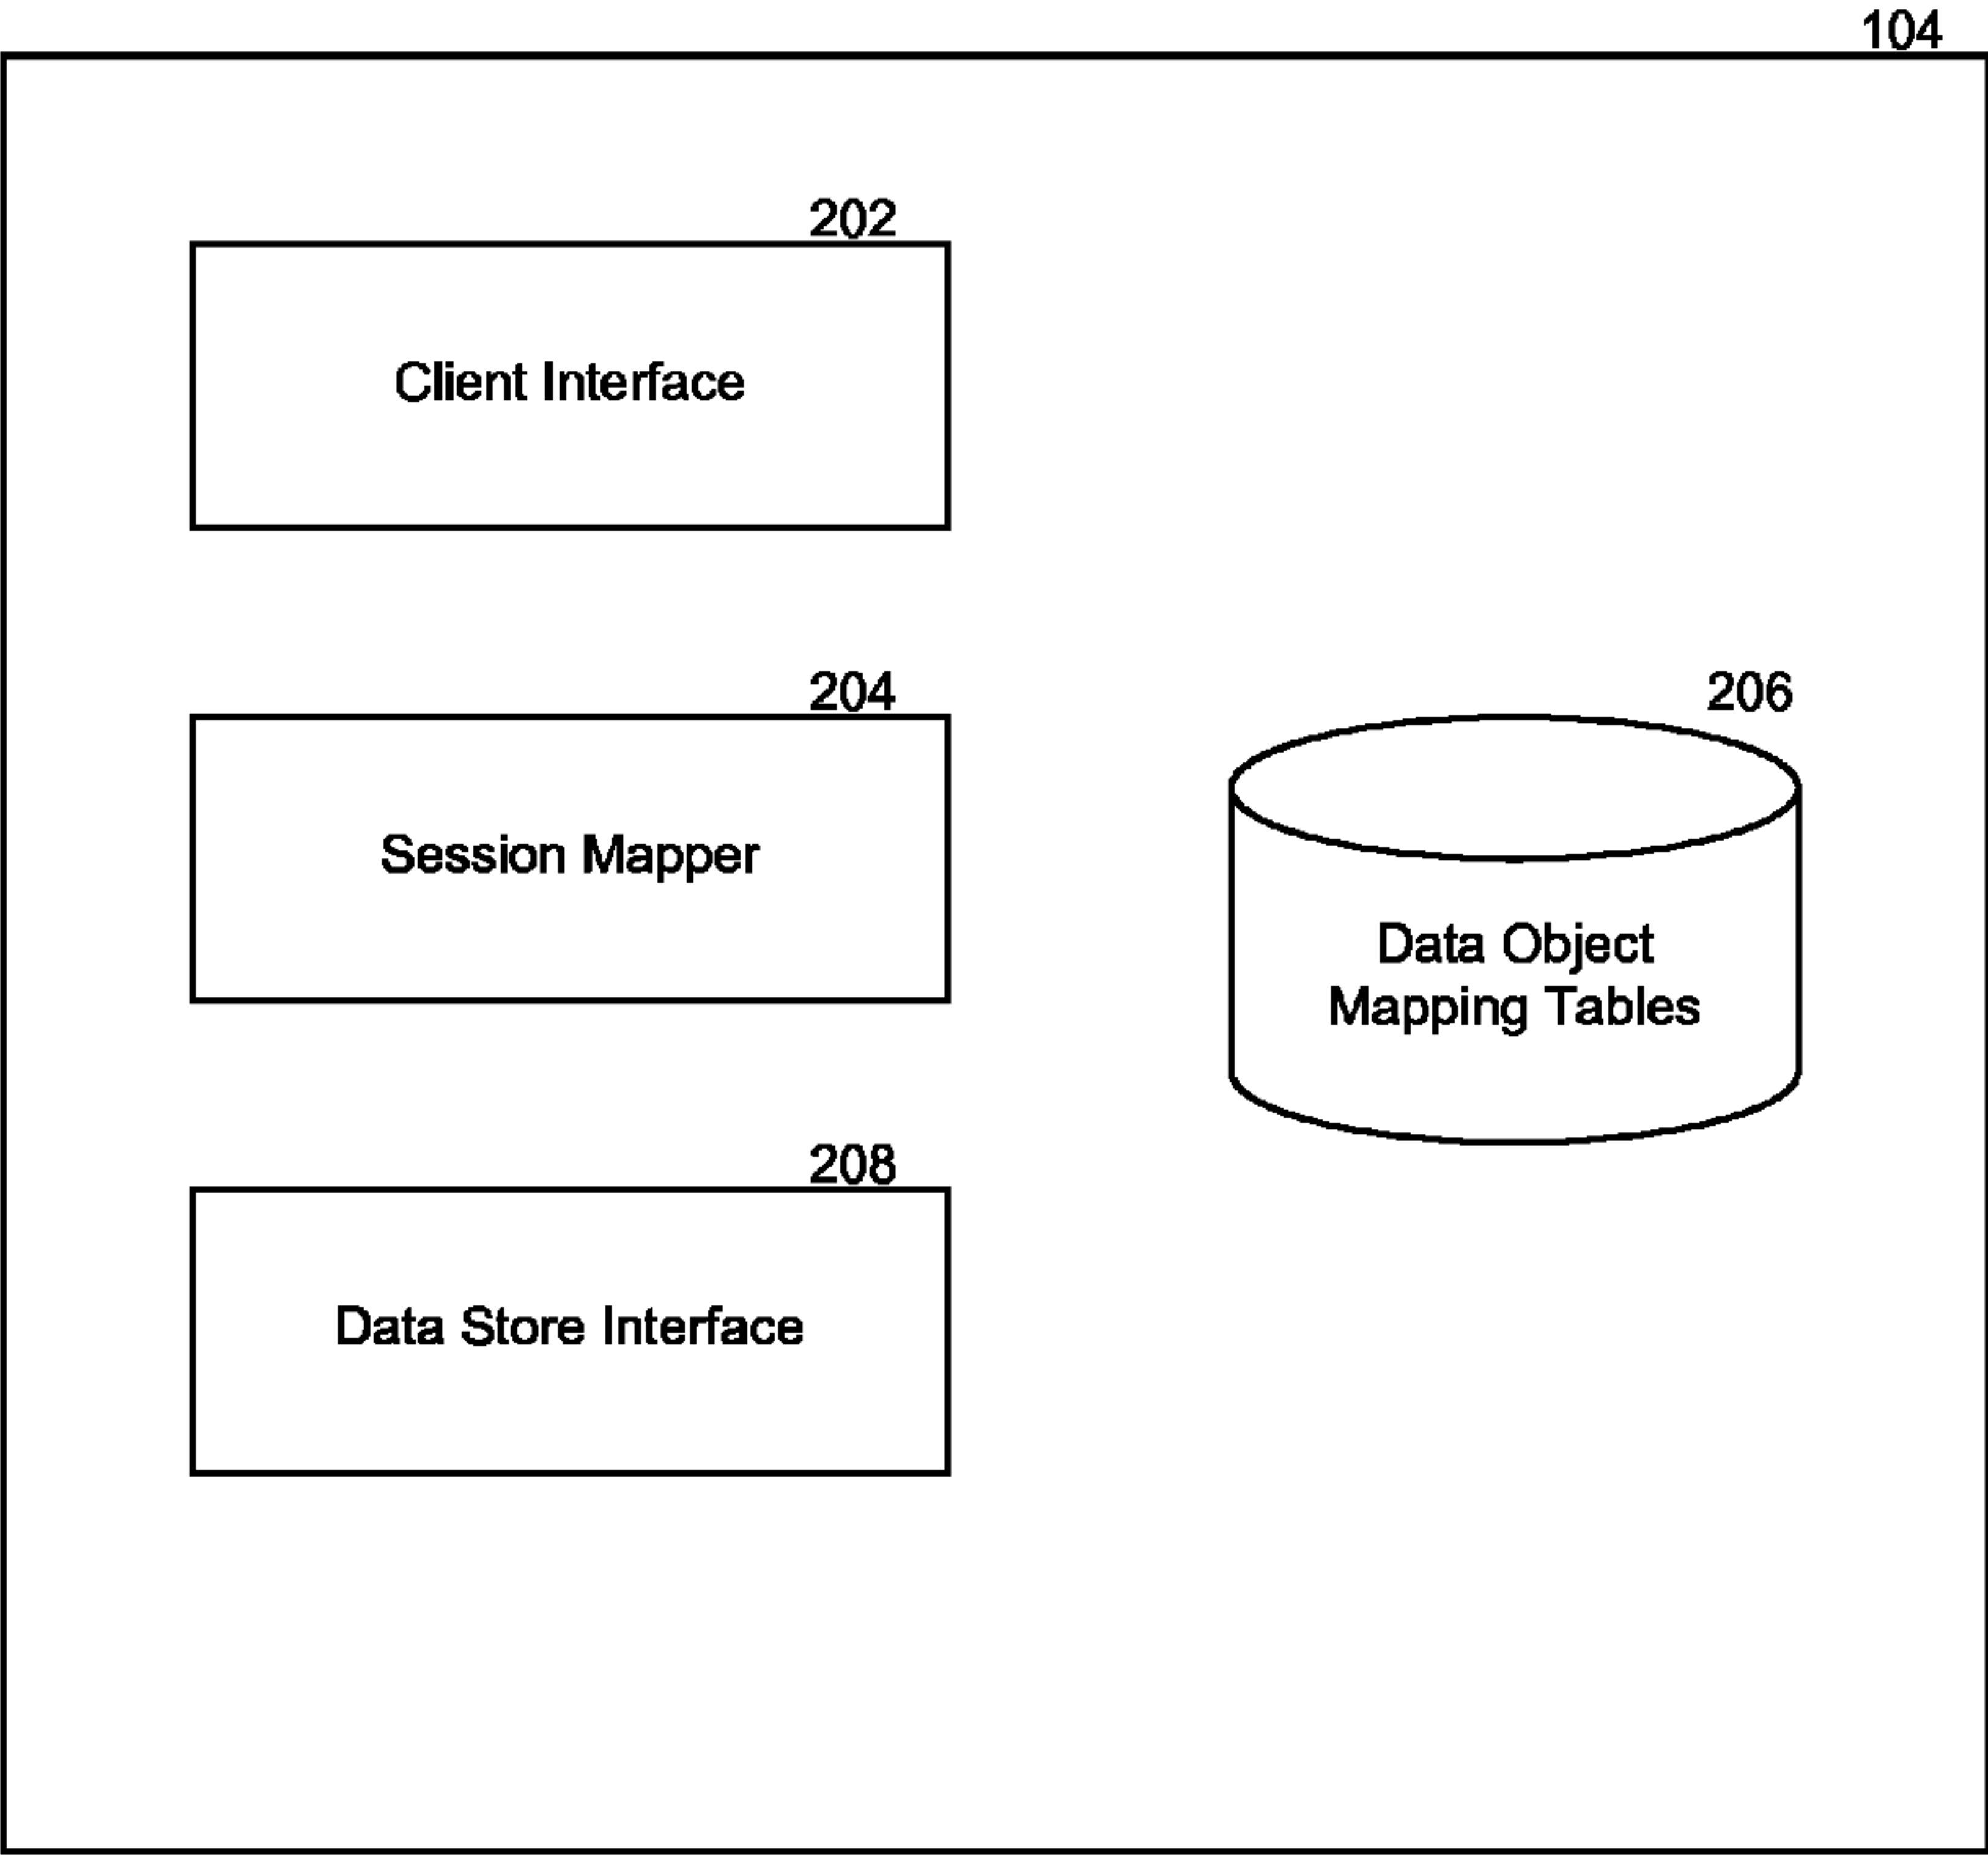 104
202
Client Interface
204
Session Mapper
206
Data Object
Mapping Tables
208
Data Store Interface